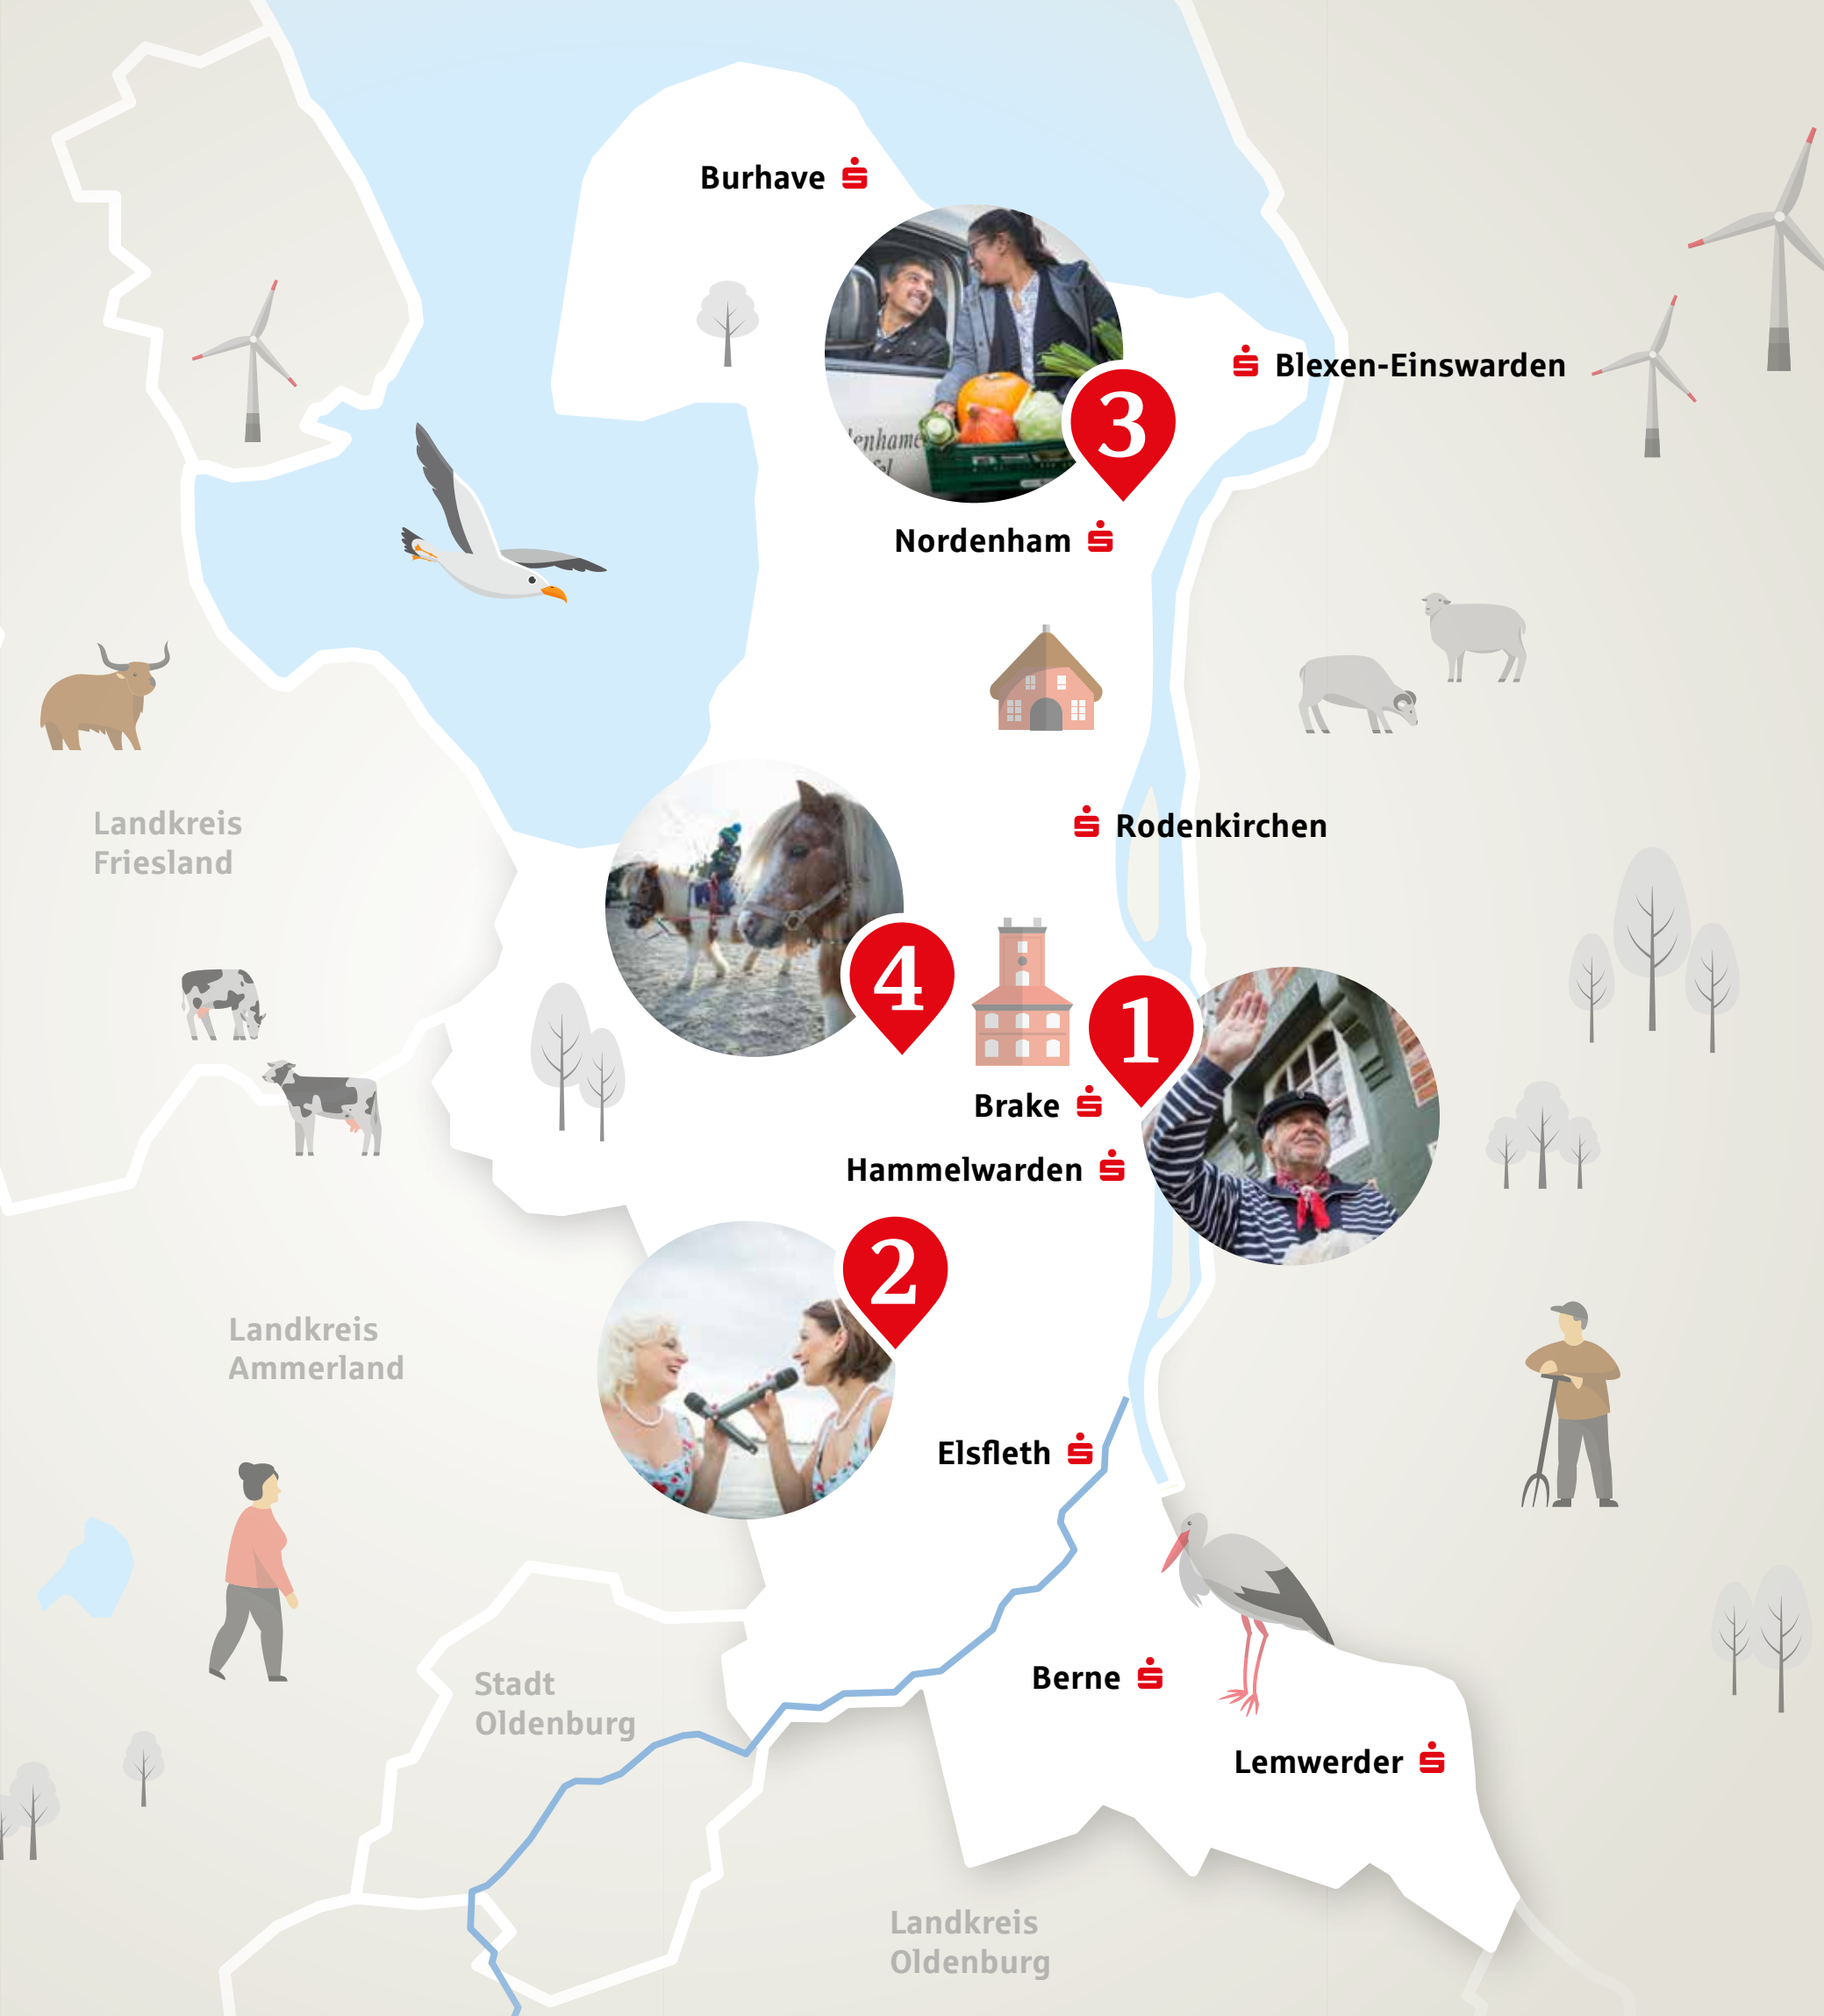 Burhave
Blexen-Einswarden
3
Nordenham
Landkreis
Friesland
Rodenkirchen
4
1
Brake
Hammelwarden
2
Landkreis
Ammerland
Elsfleth
Stadt
Oldenburg
Berne
Lemwerder
Landkreis
Oldenburg